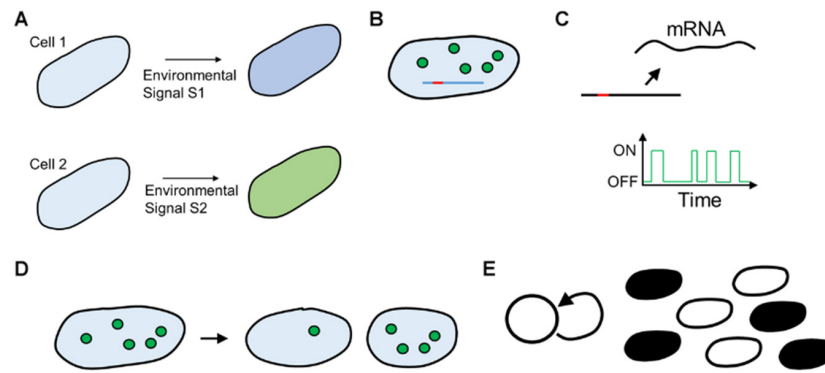 A
Cell 1
Environmental
Signal S1
Cell 2
Environmental
Signal S2
B
C
mRNA
ON
OFF
Time
D
E